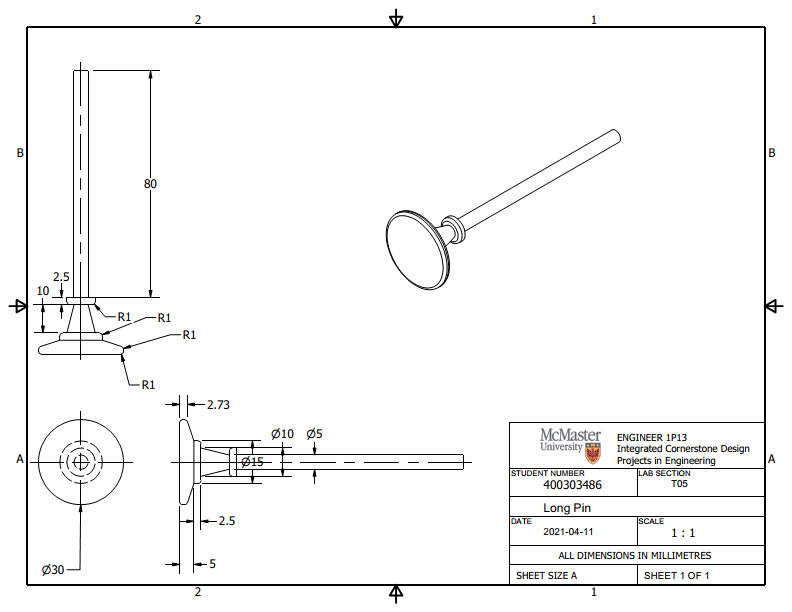 2
1
B
B
80
2.5
10
R1
R1
R1
R1
2.73
Ø10
Ø5
Ø15
2.5
5
Ø30
A
A
McMaster
University
ENGINEER 1P13
Integrated Cornerstone Design
Projects in Engineering
STUDENT NUMBER
400303486
LAB SECTION
T05
Long Pin
DATE
2021-04-11
SCALE
1 : 1
ALL DIMENSIONS IN MILLIMETRES
SHEET SIZE A
SHEET 1 OF 1
2
1